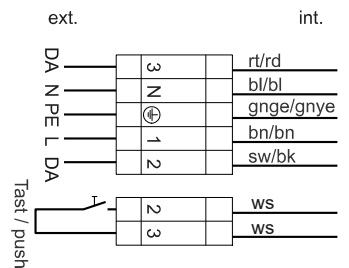 ext. int.
DA 3 rt/rd
N N bl/bl
PE gnge/gnye
L 1 bn/bn
DA 2 sw/bk
Tast / push
2 ws
3 ws